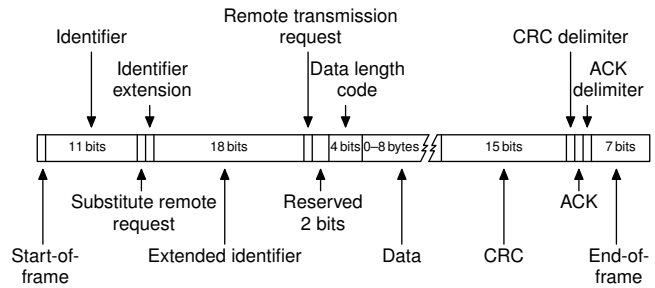 Remote transmission
request
Identifier
CRC delimiter
Identifier
extension
Data length
code
ACK
delimiter
11 bits
18 bits
4 bits
0–8 bytes
15 bits
7 bits
Substitute remote
request
Reserved
2 bits
ACK
Start-of-
frame
Extended identifier
Data
CRC
End-of-
frame